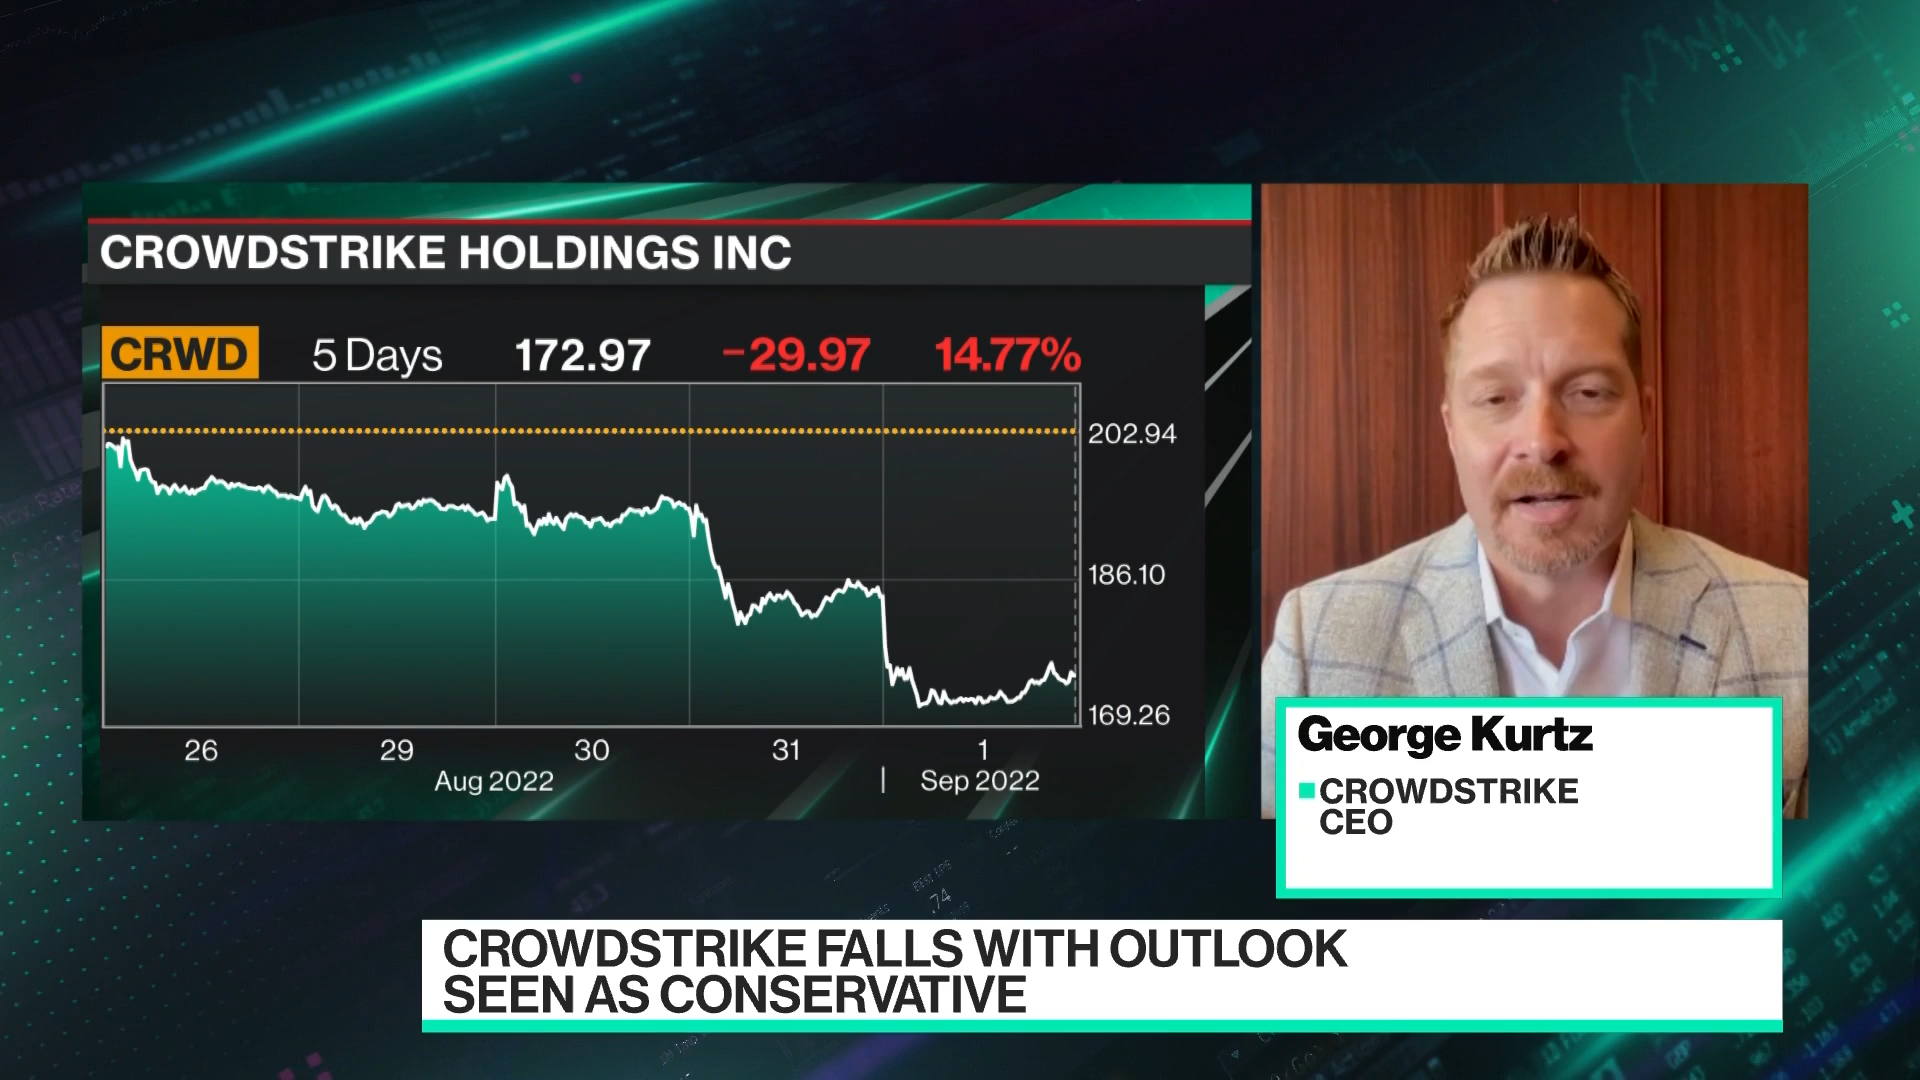 CROWDSTRIKE HOLDINGS INC
CRWD 5 Days 172.97 -29.97 14.77%
202.94
186.10
169.26
26 29 30 31 1
Aug 2022 | Sep 2022
George Kurtz
CROWDSTRIKE
CEO
CROWDSTRIKE FALLS WITH OUTLOOK
SEEN AS CONSERVATIVE